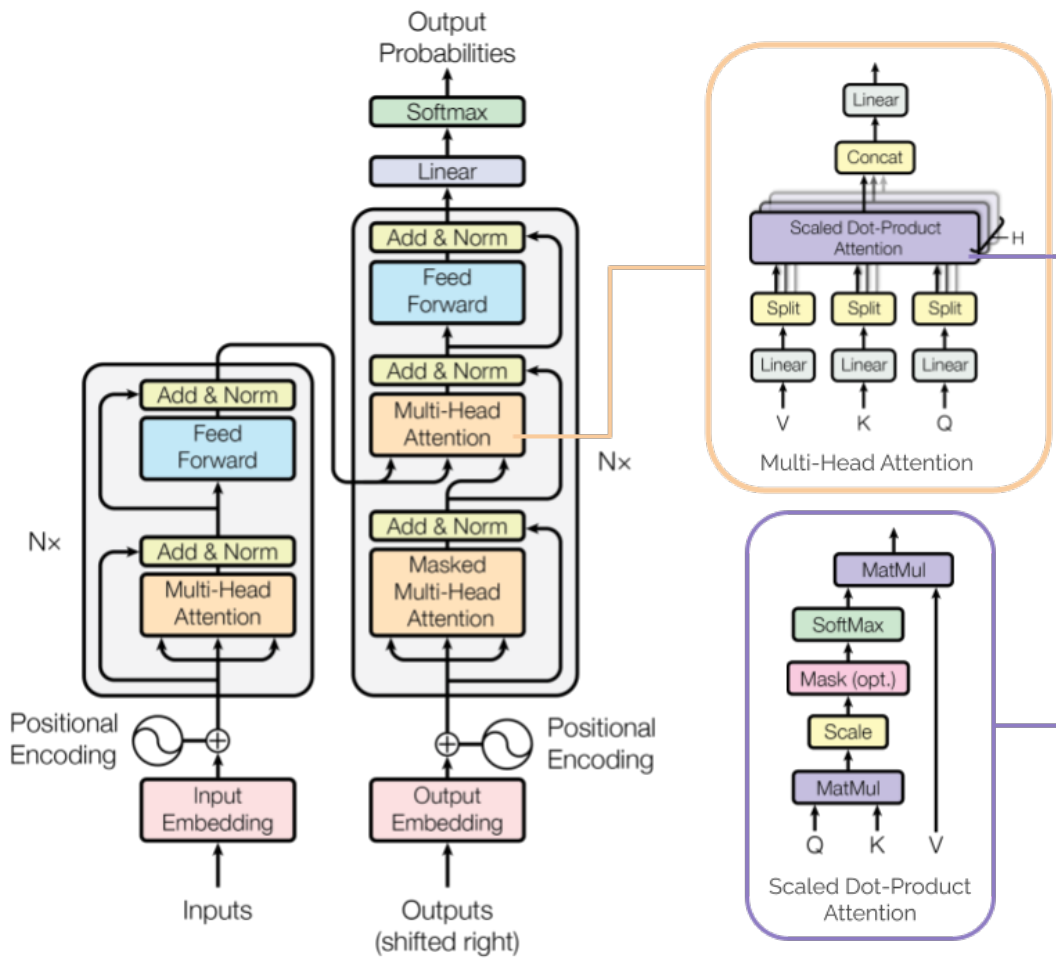 Output
Probabilities
Softmax
Linear
Add & Norm
Feed
Forward
Add & Norm
Multi-Head
Attention
Nx
Add & Norm
Masked
Multi-Head
Attention
Add & Norm
Feed
Forward
Nx
Add & Norm
Multi-Head
Attention
Positional
Encoding
Positional
Encoding
Input
Embedding
Output
Embedding
Inputs
Outputs
(shifted right)
Linear
Concat
Scaled Dot-Product
Attention
H
Split
Split
Split
Linear
Linear
Linear
V
K
Q
Multi-Head Attention
MatMul
SoftMax
Mask (opt.)
Scale
MatMul
Q
K
V
Scaled Dot-Product
Attention